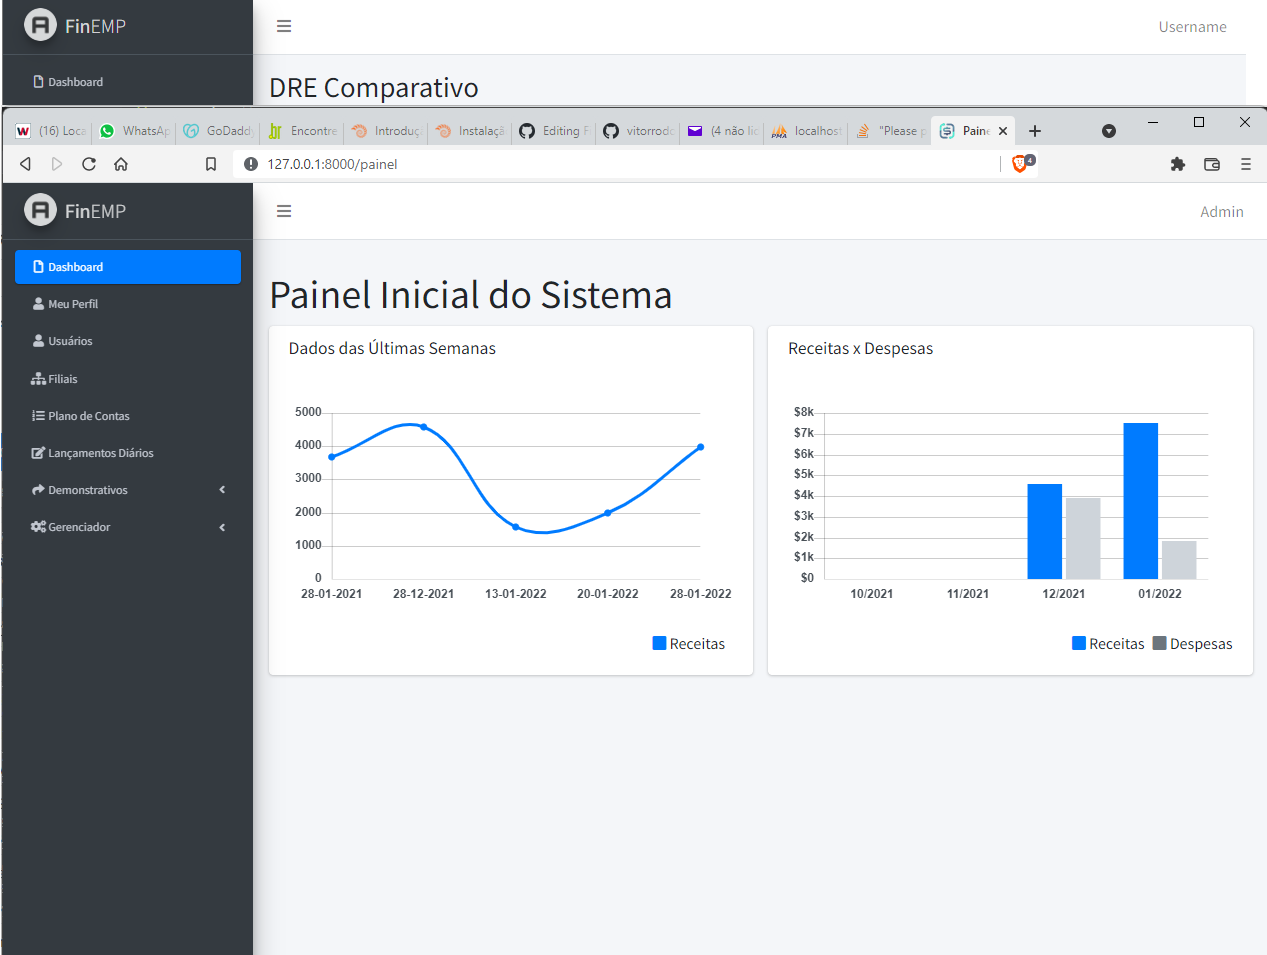 FinEMP
Username
Dashboard
DRE Comparativo
(16) Loca
WhatsAp
GoDaddy
Encontre
Introduç
Instalaçã
Editing F
vitorrodo
(4 não lid
localhost
"Please p
Paine
127.0.0.1:8000/painel
4
FinEMP
Admin
Dashboard
Meu Perfil
Usuários
Filiais
Plano de Contas
Lançamentos Diários
Demonstrativos
Gerenciador
Painel Inicial do Sistema
Dados das Últimas Semanas
5000
4000
3000
2000
1000
0
28-01-2021 28-12-2021 13-01-2022 20-01-2022 28-01-2022
Receitas
Receitas x Despesas
$8k
$7k
$6k
$5k
$4k
$3k
$2k
$1k
$0
10/2021 11/2021 12/2021 01/2022
Receitas Despesas